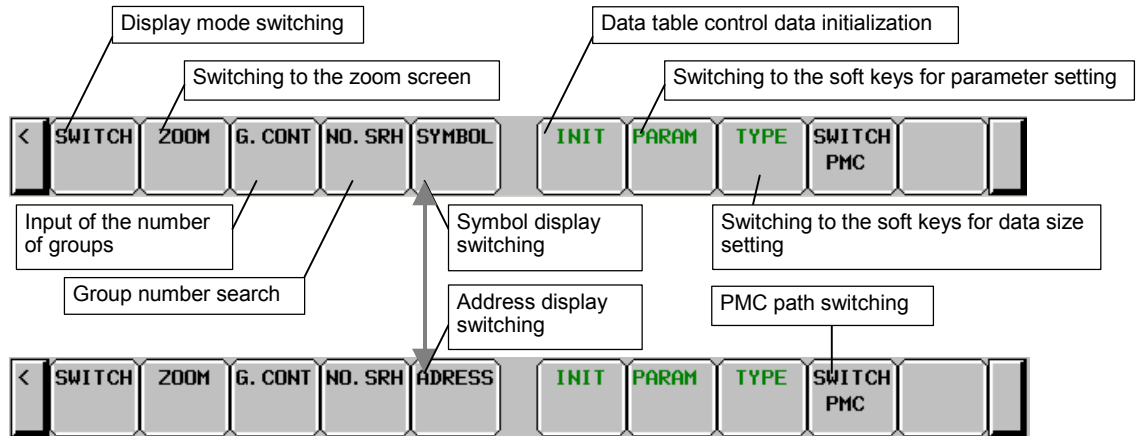 Display mode switching
Data table control data initialization
Switching to the zoom screen
Switching to the soft keys for parameter setting
< SWITCH ZOOM G. CONT NO. SRH SYMBOL INIT PARAM TYPE SWITCH PMC
Input of the number
of groups
Symbol display
switching
Switching to the soft keys for data size
setting
Group number search
Address display
switching
PMC path switching
< SWITCH ZOOM G. CONT NO. SRH ADRESS INIT PARAM TYPE SWITCH PMC